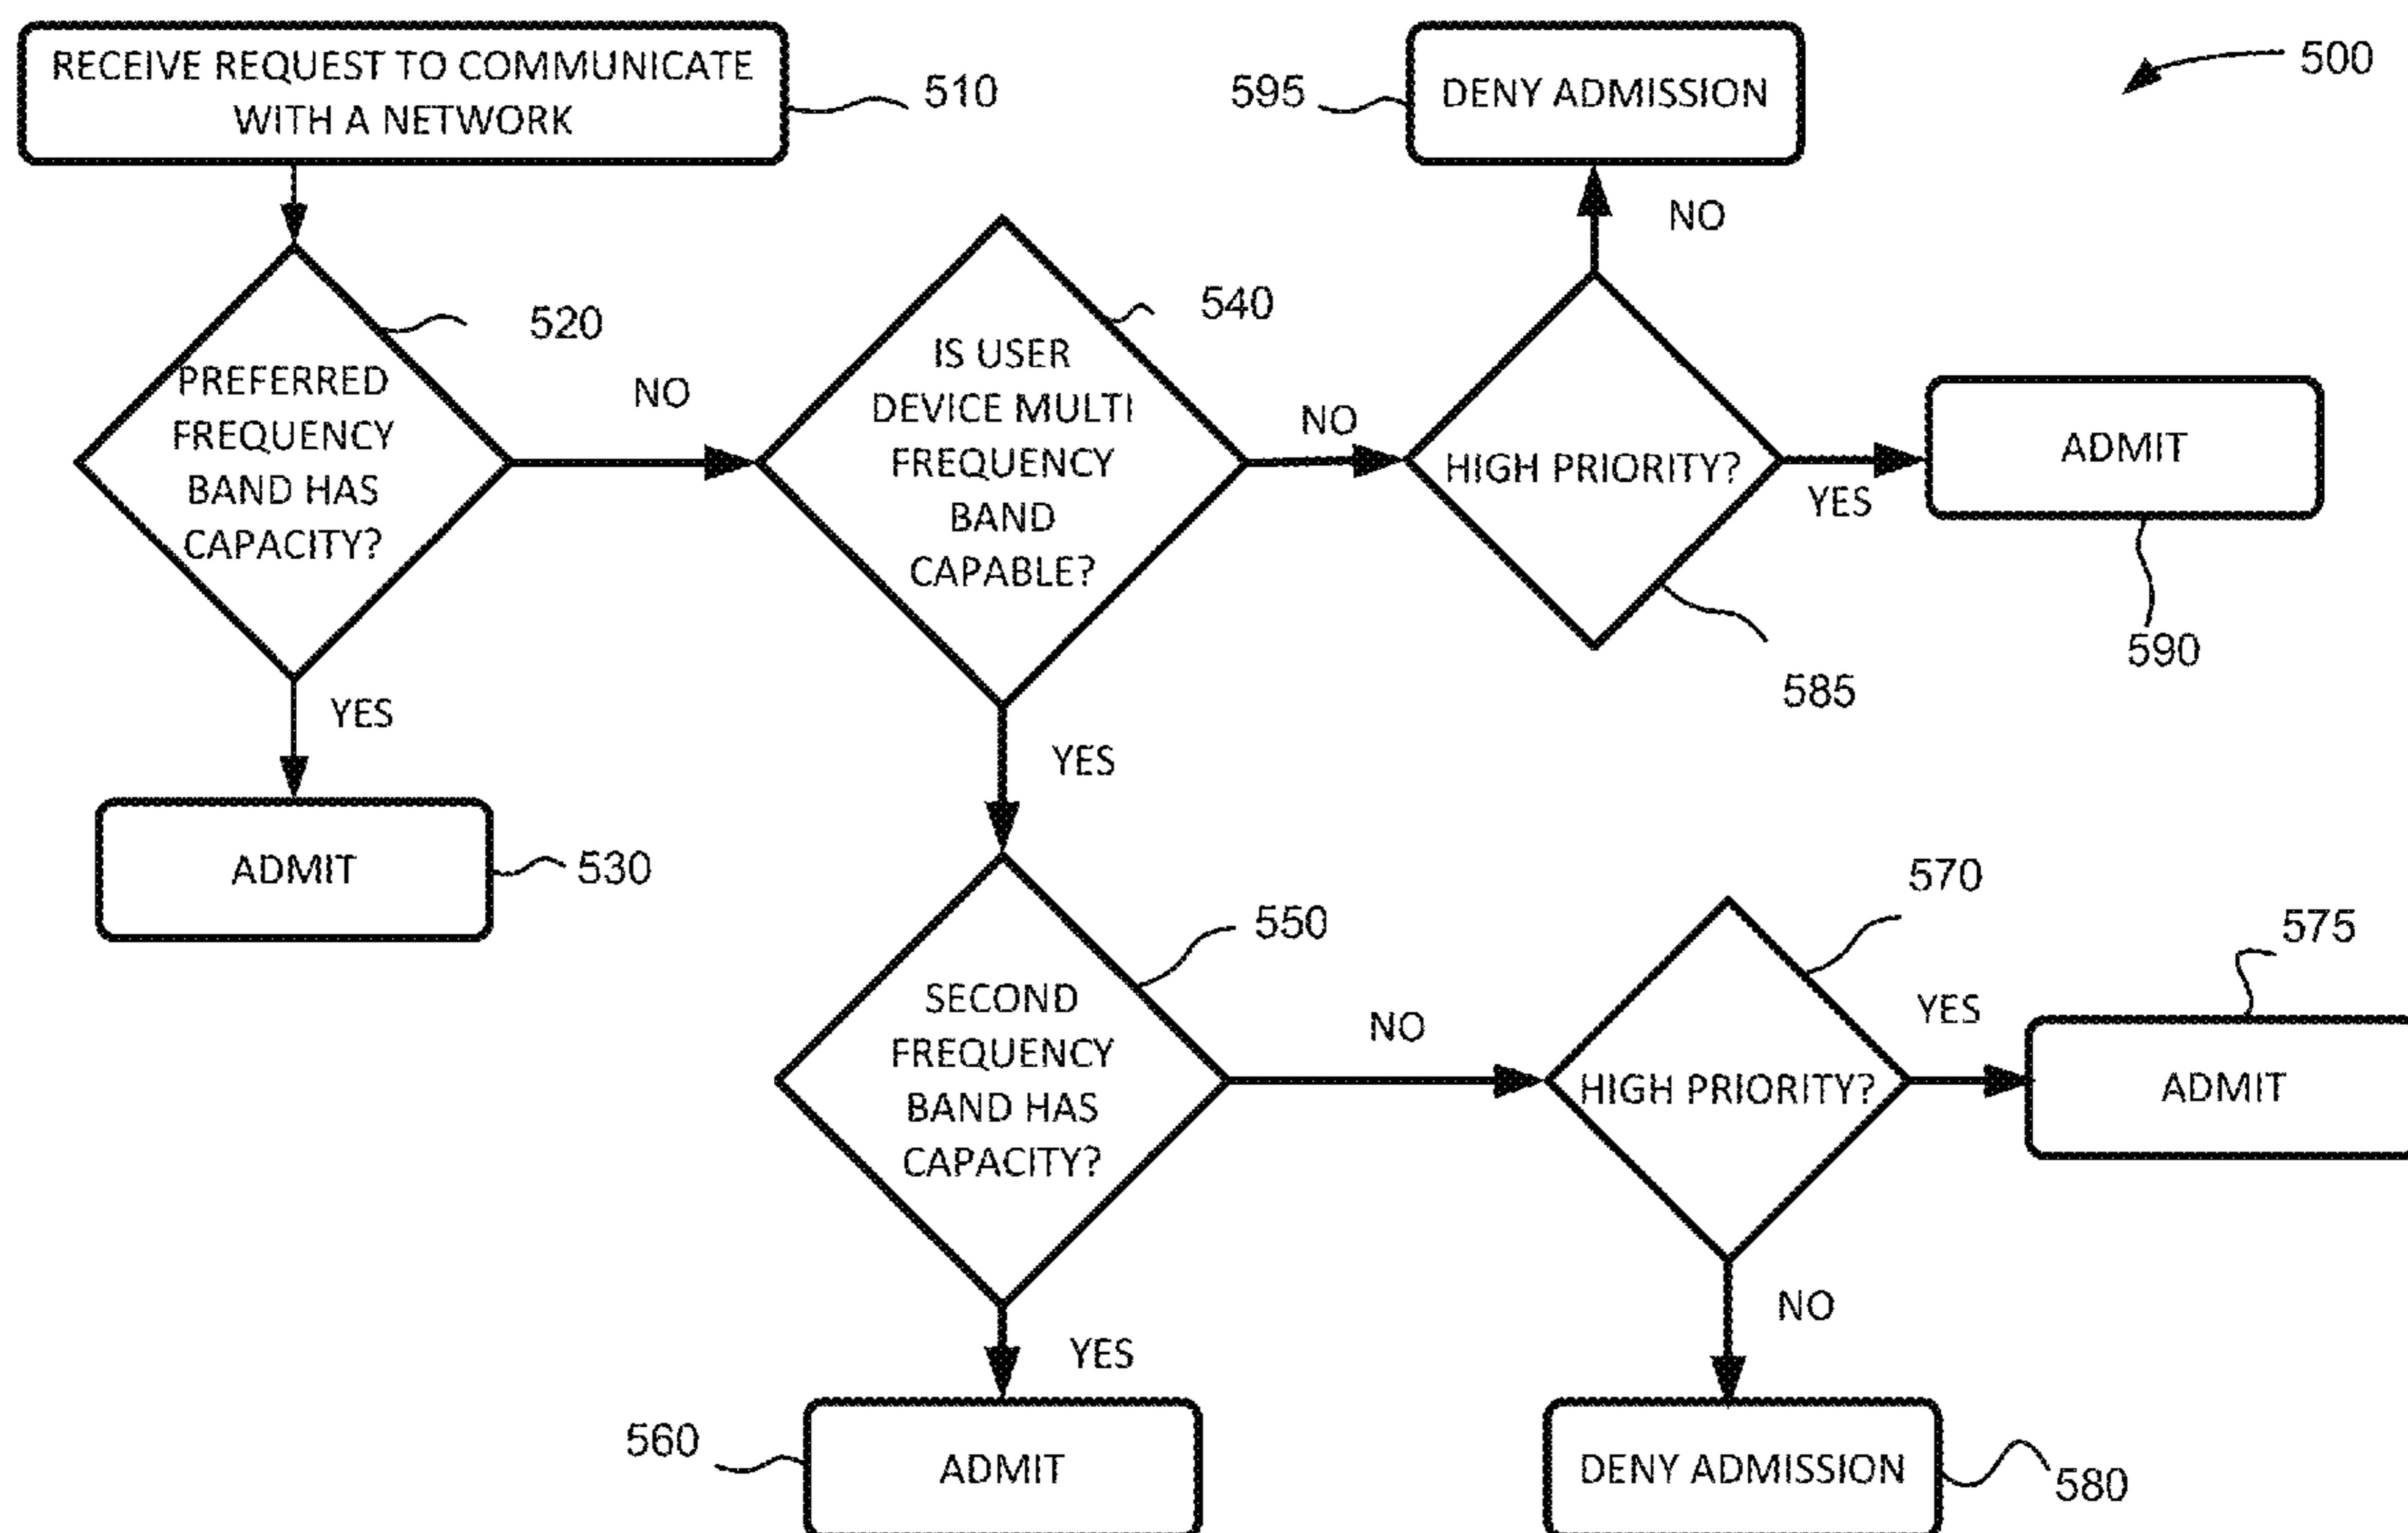 RECEIVE REQUEST TO COMMUNICATE
WITH A NETWORK
510
595
DENY ADMISSION
500
NO
520
PREFERRED
FREQUENCY
BAND HAS
CAPACITY?
NO
540
IS USER
DEVICE MULTI
FREQUENCY
BAND
CAPABLE?
NO
HIGH PRIORITY?
YES
ADMIT
590
585
YES
ADMIT
530
YES
550
SECOND
FREQUENCY
BAND HAS
CAPACITY?
NO
570
HIGH PRIORITY?
YES
575
ADMIT
YES
560
ADMIT
NO
DENY ADMISSION
580